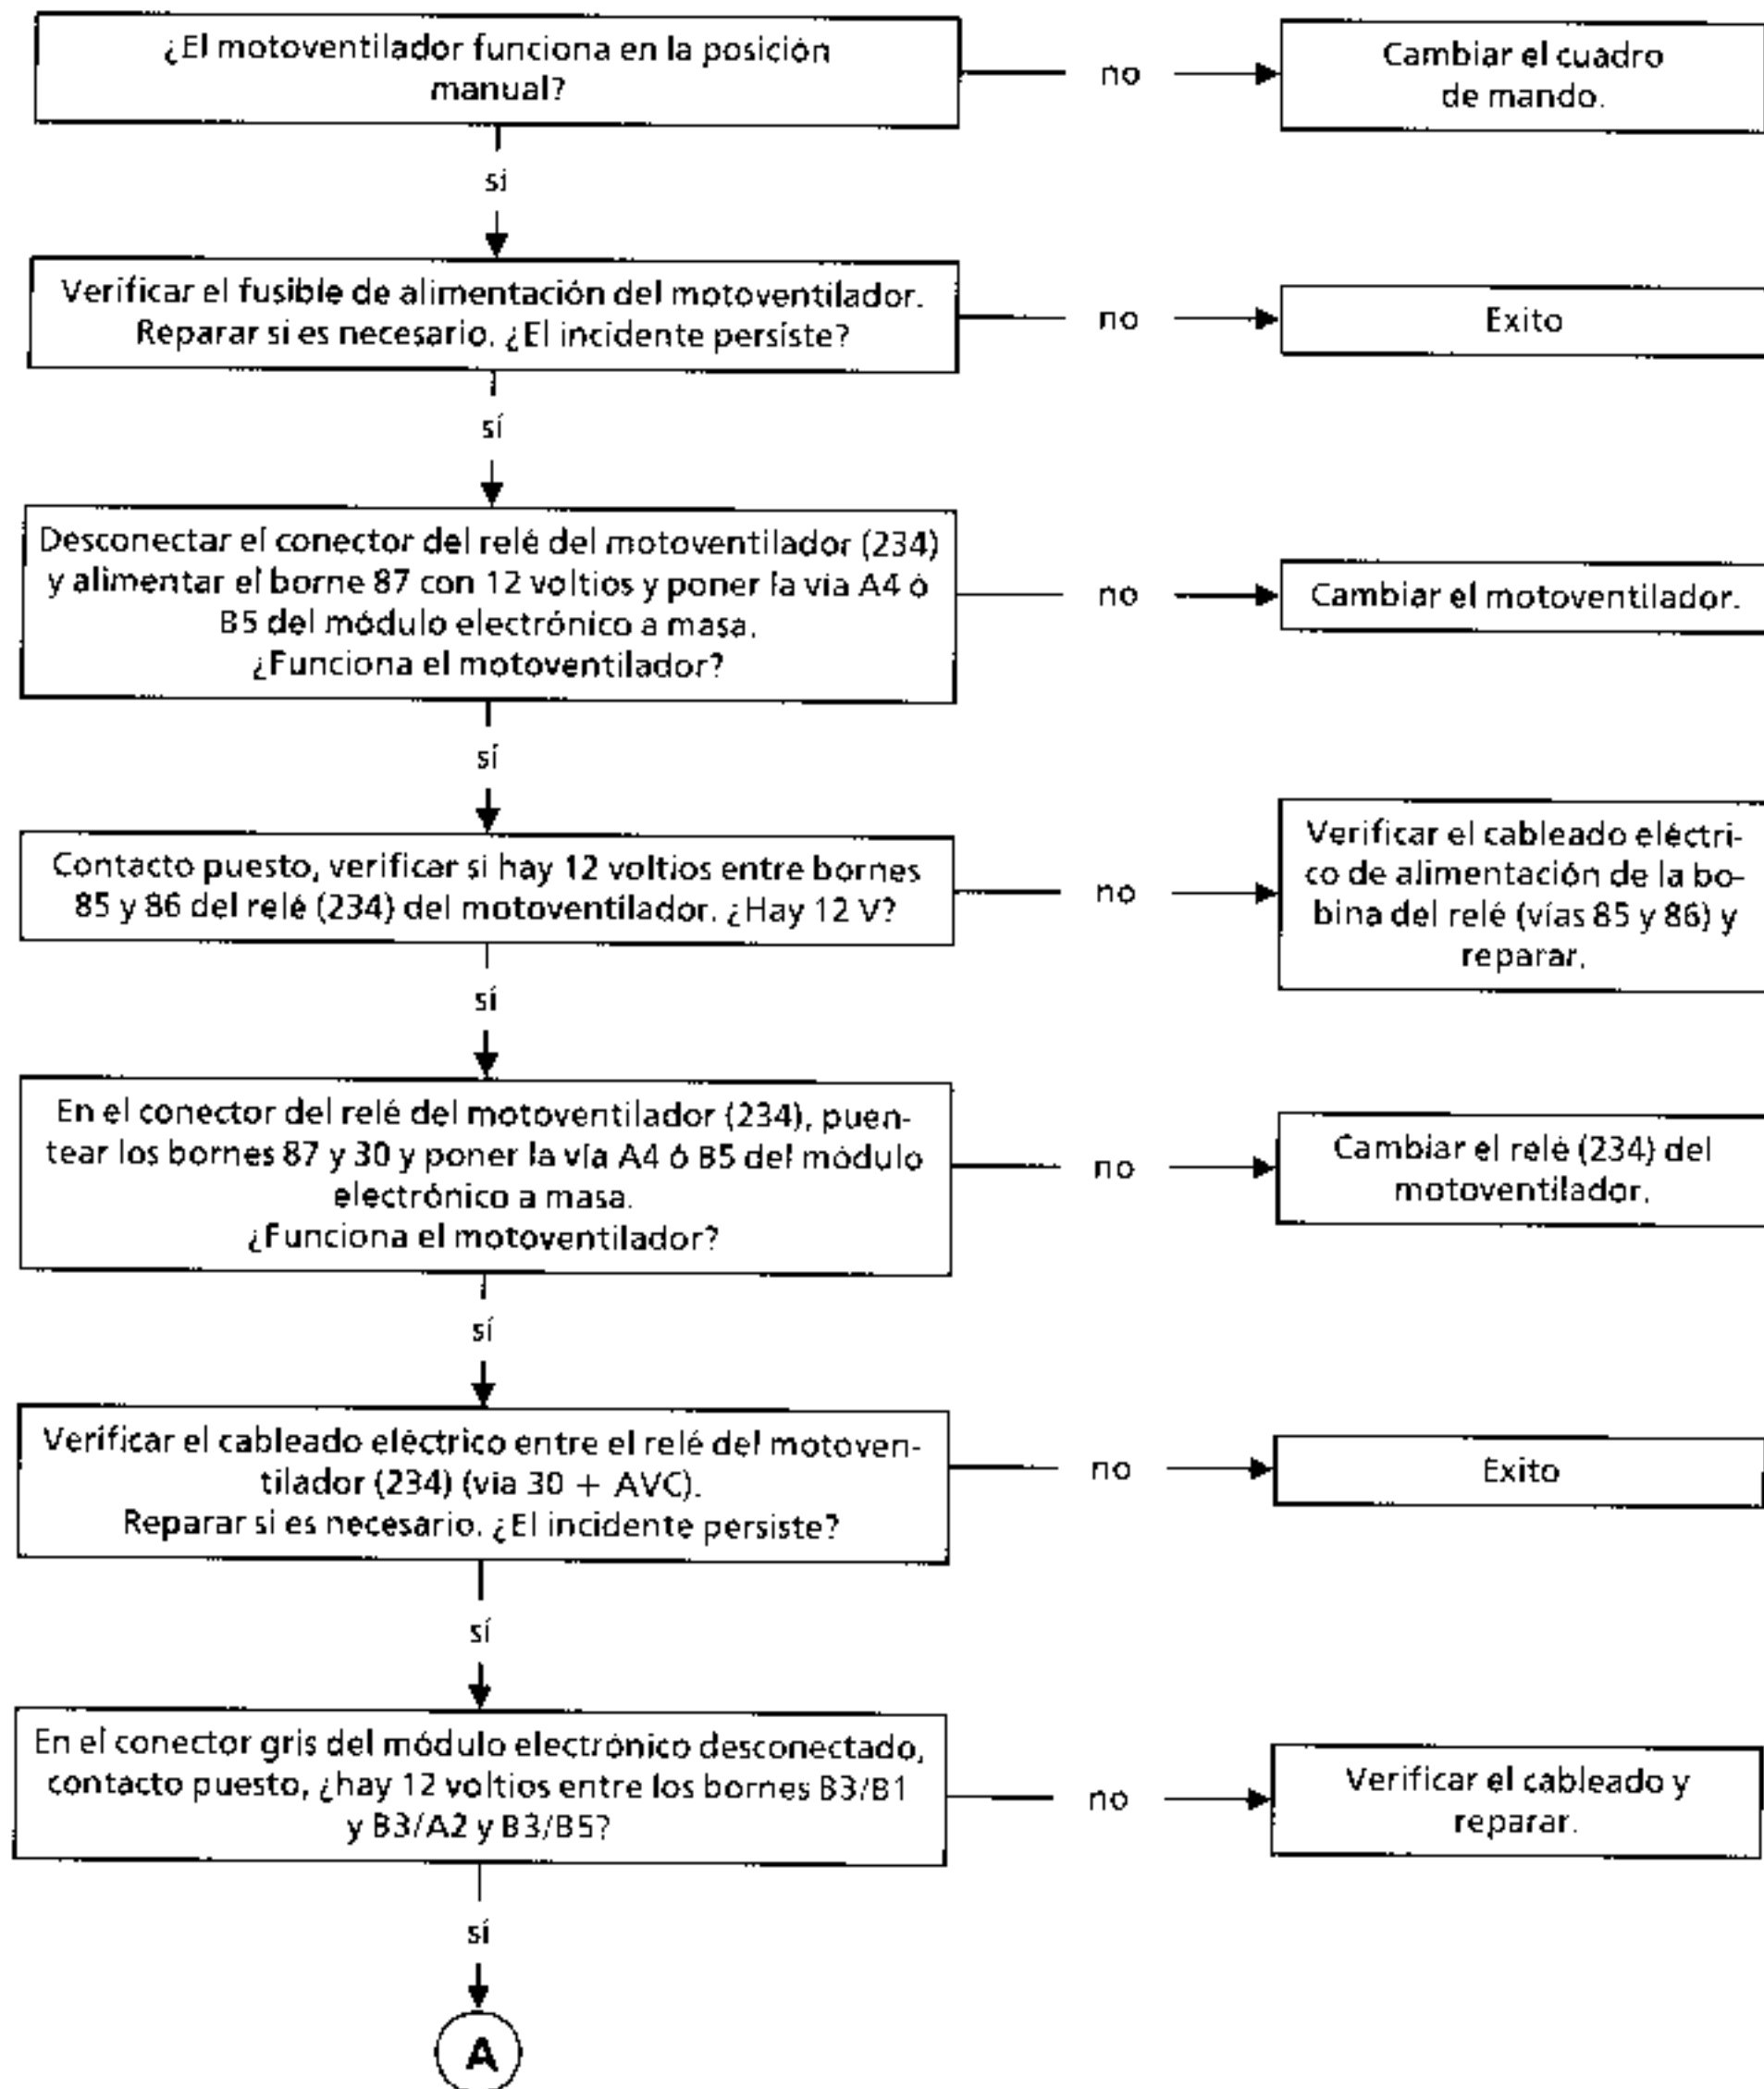 ¿El motoventilador funciona en la posición
manual?
no
Cambiar el cuadro
de mando.
si
Verificar el fusible de alimentación del motoventilador.
Reparar si es necesario. ¿El incidente persiste?
no
Exito
sí
Desconectar el conector del relé del motoventilador (234)
y alimentar el borne 87 con 12 voltios y poner la vía A4 ó
B5 del módulo electrónico a masa.
¿Funciona el motoventilador?
no
Cambiar el motoventilador.
sí
Contacto puesto, verificar si hay 12 voltios entre bornes
85 y 86 del relé (234) del motoventilador. ¿Hay 12 V?
no
Verificar el cableado eléctri-
co de alimentación de la bo-
bina del relé (vías 85 y 86) y
reparar.
sí
En el conector del relé del motoventilador (234), puen-
tear los bornes 87 y 30 y poner la vía A4 ó B5 del módulo
electrónico a masa.
¿Funciona el motoventilador?
no
Cambiar el relé (234) del
motoventilador.
sí
Verificar el cableado eléctrico entre el relé del motoven-
tilador (234) (vía 30 + AVC).
Reparar si es necesario. ¿El incidente persiste?
no
Exito
sí
En el conector gris del módulo electrónico desconectado,
contacto puesto, ¿hay 12 voltios entre los bornes B3/B1
y B3/A2 y B3/B5?
no
Verificar el cableado y
reparar.
sí
A